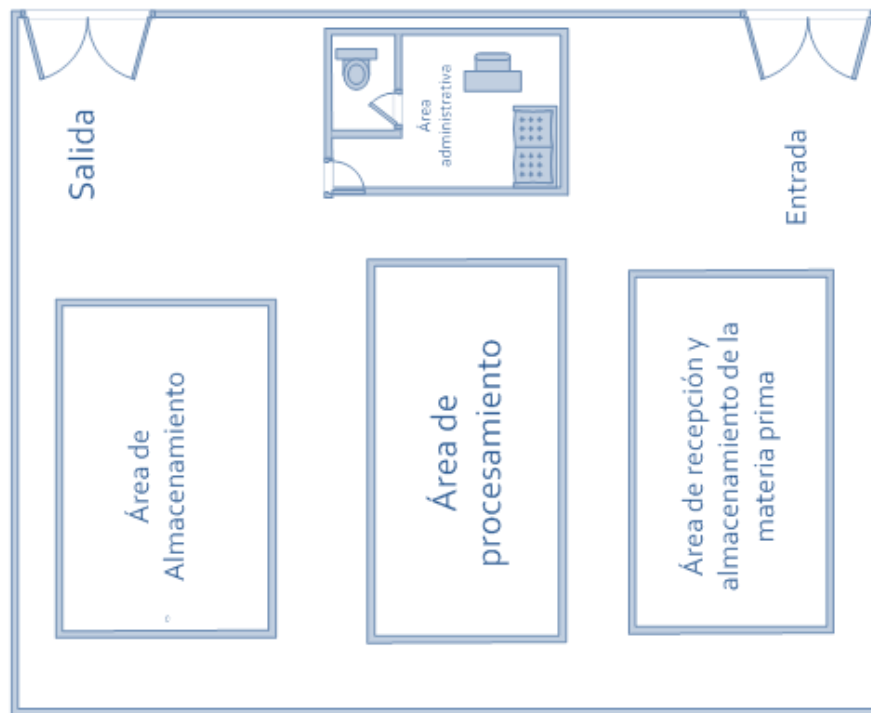 Salida
Área
administrativa
Entrada
Área de
Almacenamiento
Área de
procesamiento
Área de recepción y
almacenamiento de la
materia prima